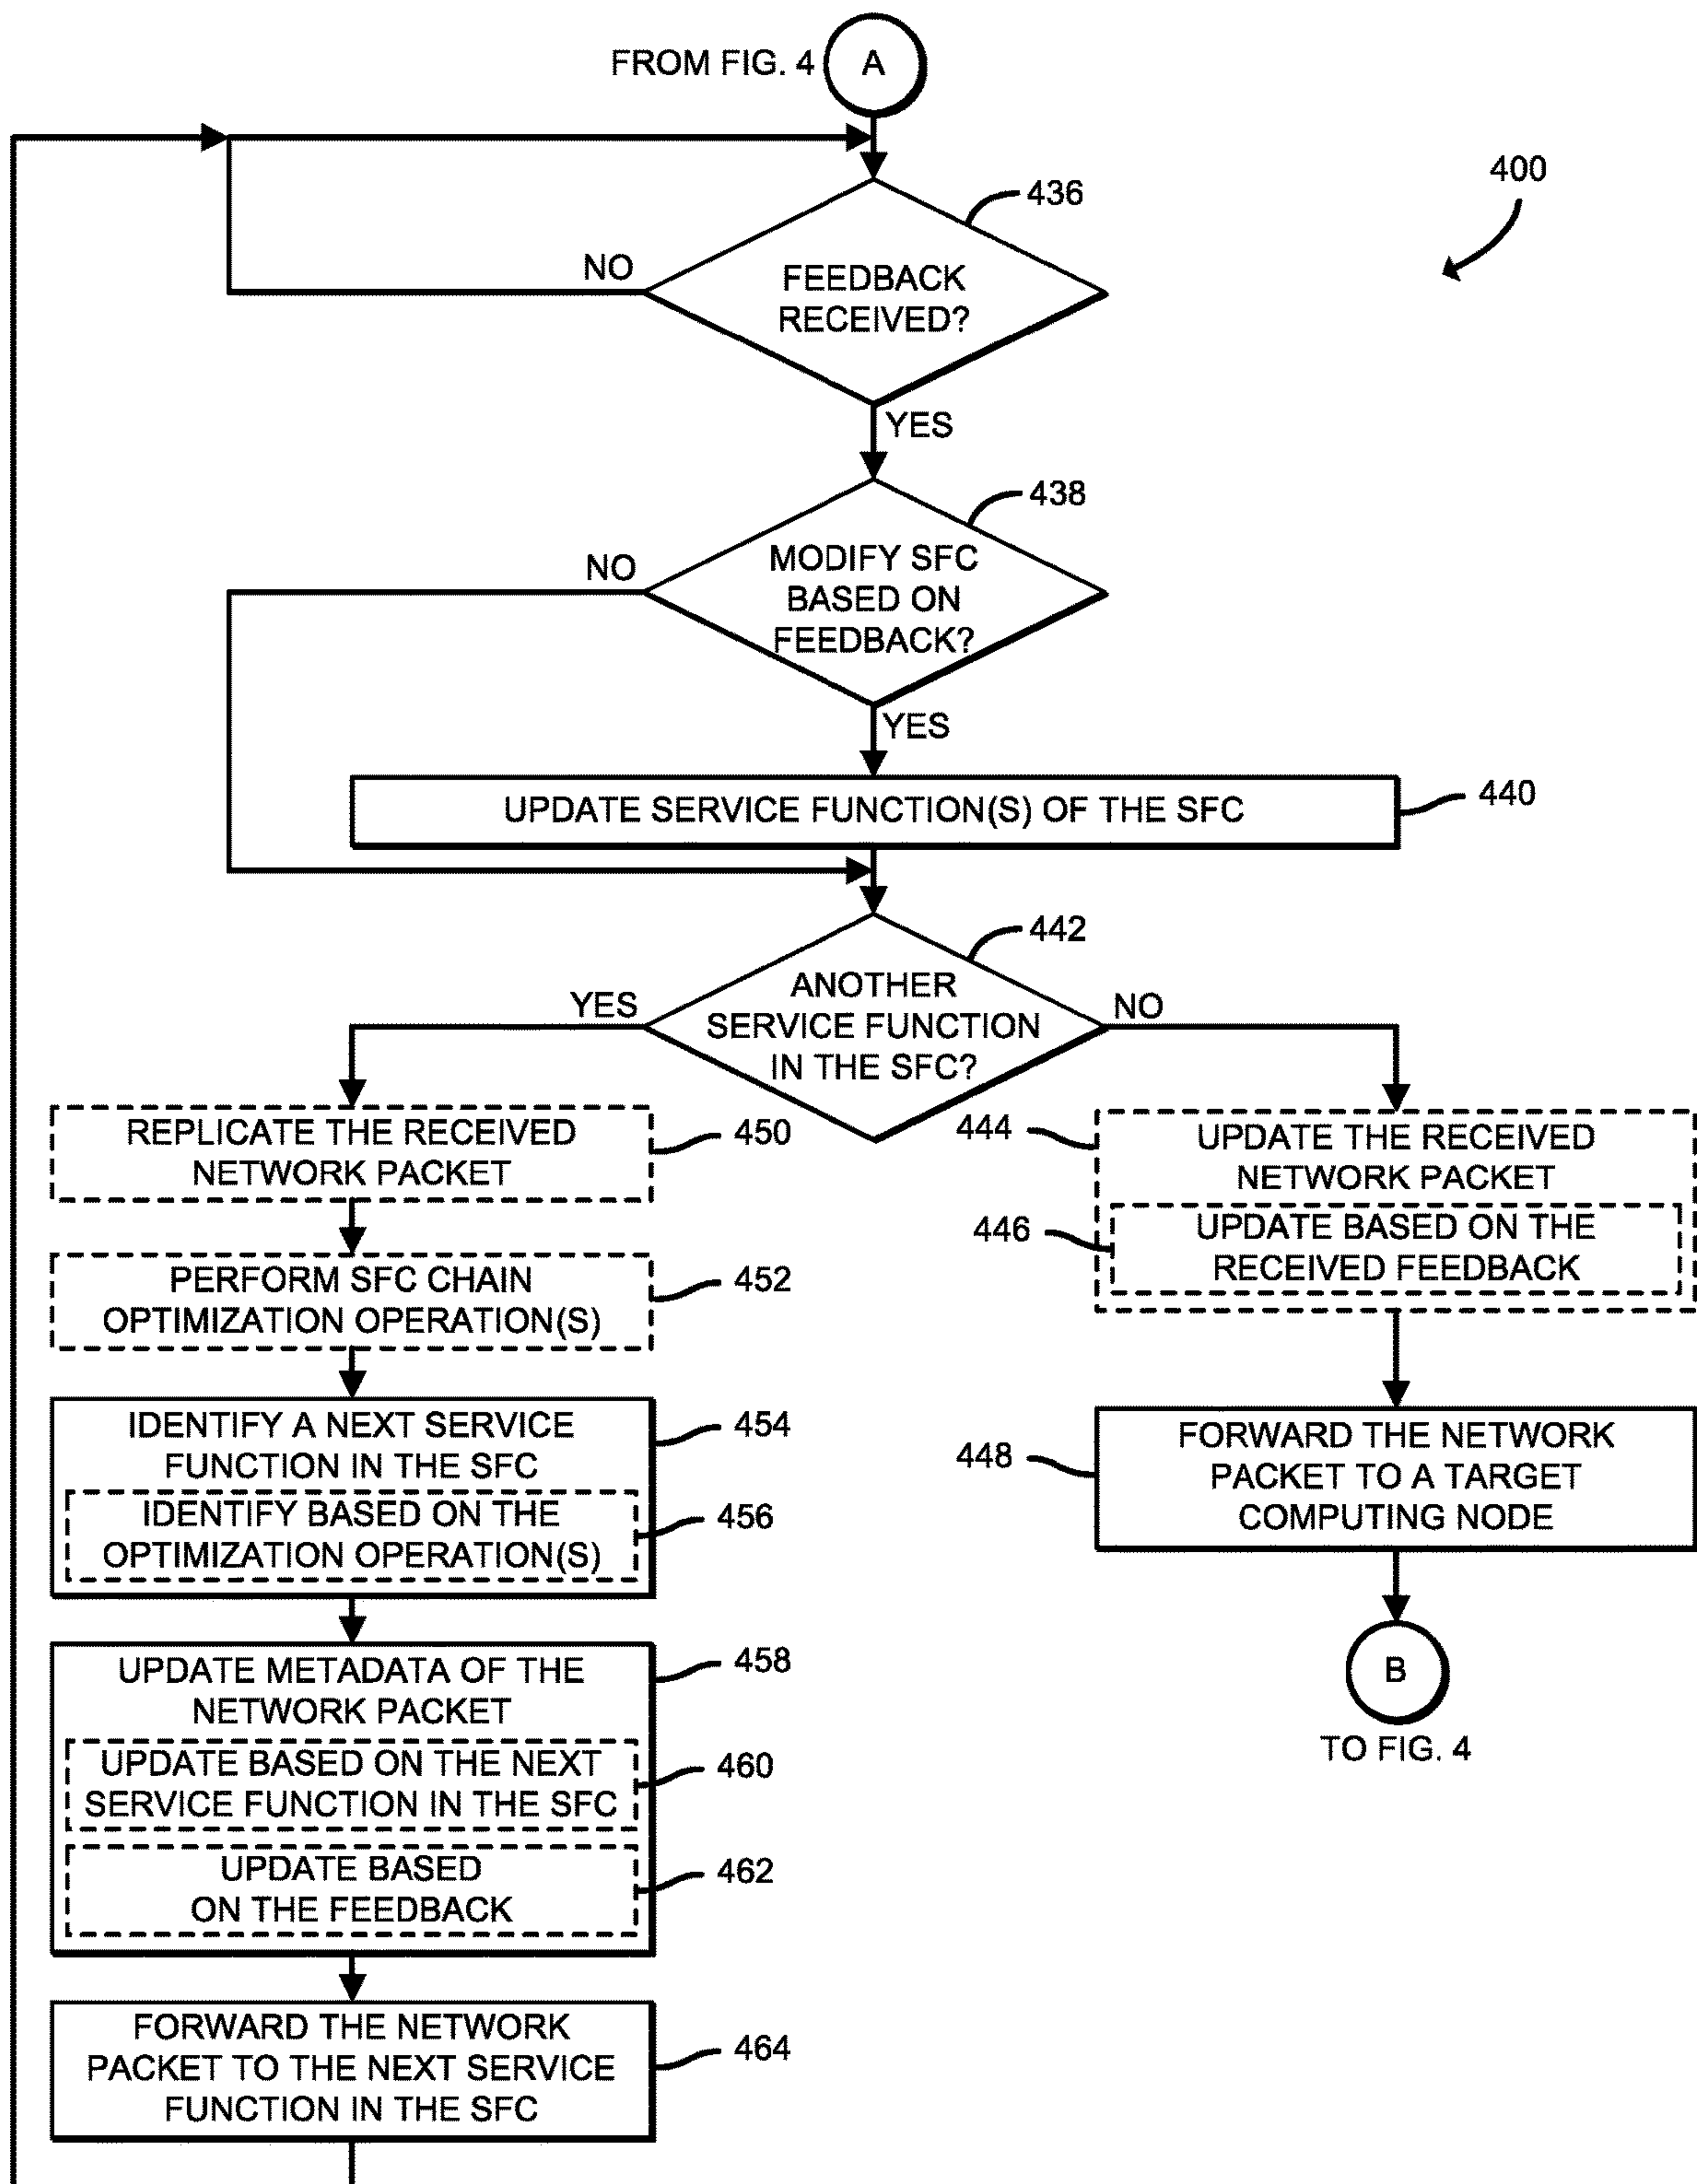 FROM FIG. 4
A
400
436
NO
FEEDBACK
RECEIVED?
YES
438
NO
MODIFY SFC
BASED ON
FEEDBACK?
YES
UPDATE SERVICE FUNCTION(S) OF THE SFC
440
442
YES
ANOTHER
SERVICE FUNCTION
IN THE SFC?
NO
REPLICATE THE RECEIVED
NETWORK PACKET
450
PERFORM SFC CHAIN
OPTIMIZATION OPERATION(S)
452
IDENTIFY A NEXT SERVICE
FUNCTION IN THE SFC
454
IDENTIFY BASED ON THE
OPTIMIZATION OPERATION(S)
456
UPDATE METADATA OF THE
NETWORK PACKET
458
UPDATE BASED ON THE NEXT
SERVICE FUNCTION IN THE SFC
460
UPDATE BASED
ON THE FEEDBACK
462
FORWARD THE NETWORK
PACKET TO THE NEXT SERVICE
FUNCTION IN THE SFC
464
444
UPDATE THE RECEIVED
NETWORK PACKET
446
UPDATE BASED ON THE
RECEIVED FEEDBACK
448
FORWARD THE NETWORK
PACKET TO A TARGET
COMPUTING NODE
B
TO FIG. 4